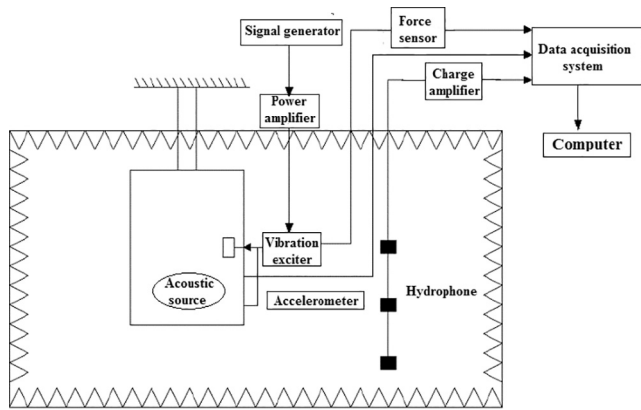 Signal generator
Force
sensor
Data acquisition
system
Charge
amplifier
Power
amplifier
Computer
Vibration
exciter
Acoustic
source
Accelerometer
Hydrophone